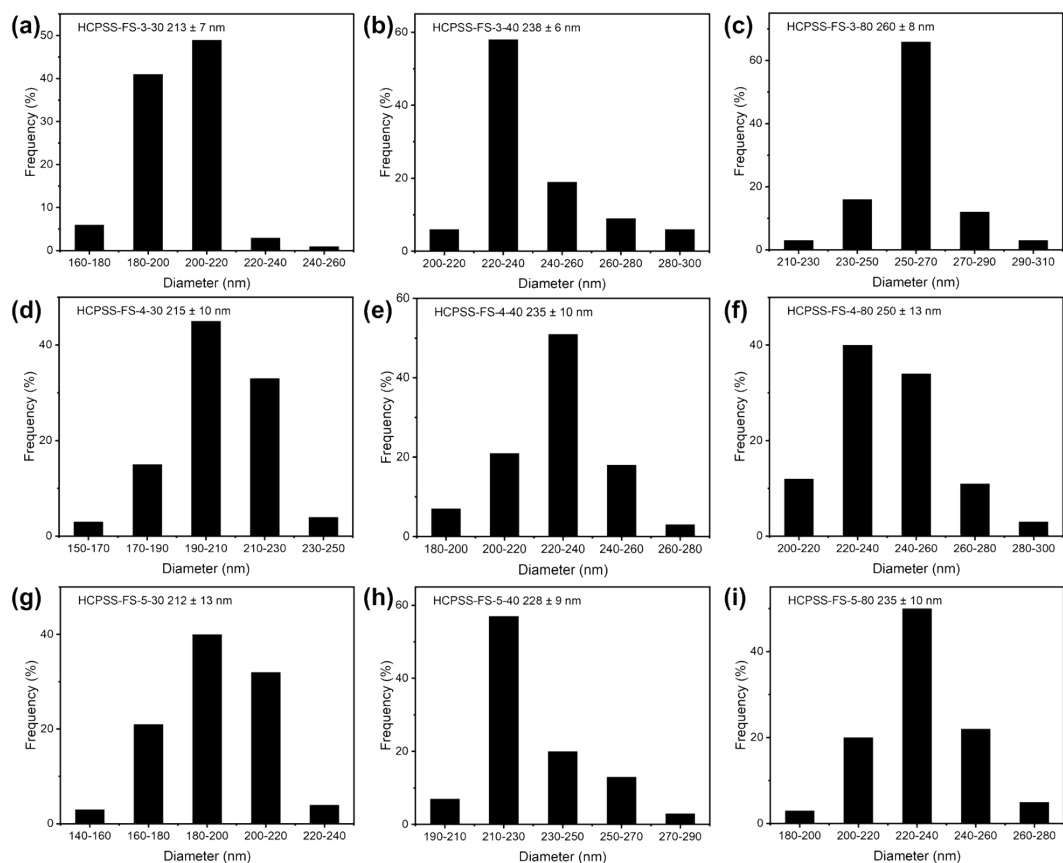 (a)
HCPSS-FS-3-30 213 ± 7 nm
Frequency (%)
50
40
30
20
10
0
160-180 180-200 200-220 220-240 240-260
Diameter (nm)
(b)
HCPSS-FS-3-40 238 ± 6 nm
Frequency (%)
60
40
20
0
200-220 220-240 240-260 260-280 280-300
Diameter (nm)
(c)
HCPSS-FS-3-80 260 ± 8 nm
Frequency (%)
60
40
20
0
210-230 230-250 250-270 270-290 290-310
Diameter (nm)
(d)
HCPSS-FS-4-30 215 ± 10 nm
Frequency (%)
40
20
0
150-170 170-190 190-210 210-230 230-250
Diameter (nm)
(e)
HCPSS-FS-4-40 235 ± 10 nm
Frequency (%)
60
40
20
0
180-200 200-220 220-240 240-260 260-280
Diameter (nm)
(f)
HCPSS-FS-4-80 250 ± 13 nm
Frequency (%)
40
20
0
200-220 220-240 240-260 260-280 280-300
Diameter (nm)
(g)
HCPSS-FS-5-30 212 ± 13 nm
Frequency (%)
40
20
0
140-160 160-180 180-200 200-220 220-240
Diameter (nm)
(h)
HCPSS-FS-5-40 228 ± 9 nm
Frequency (%)
60
40
20
0
190-210 210-230 230-250 250-270 270-290
Diameter (nm)
(i)
HCPSS-FS-5-80 235 ± 10 nm
Frequency (%)
40
20
0
180-200 200-220 220-240 240-260 260-280
Diameter (nm)